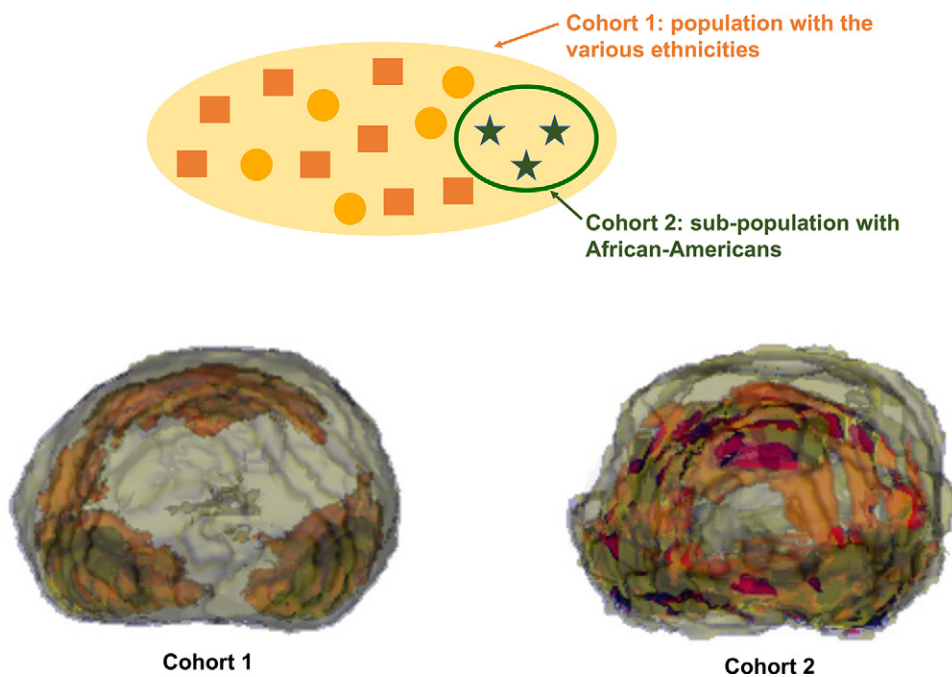 Cohort 1: population with the
various ethnicities
Cohort 2: sub-population with
African-Americans
Cohort 1
Cohort 2